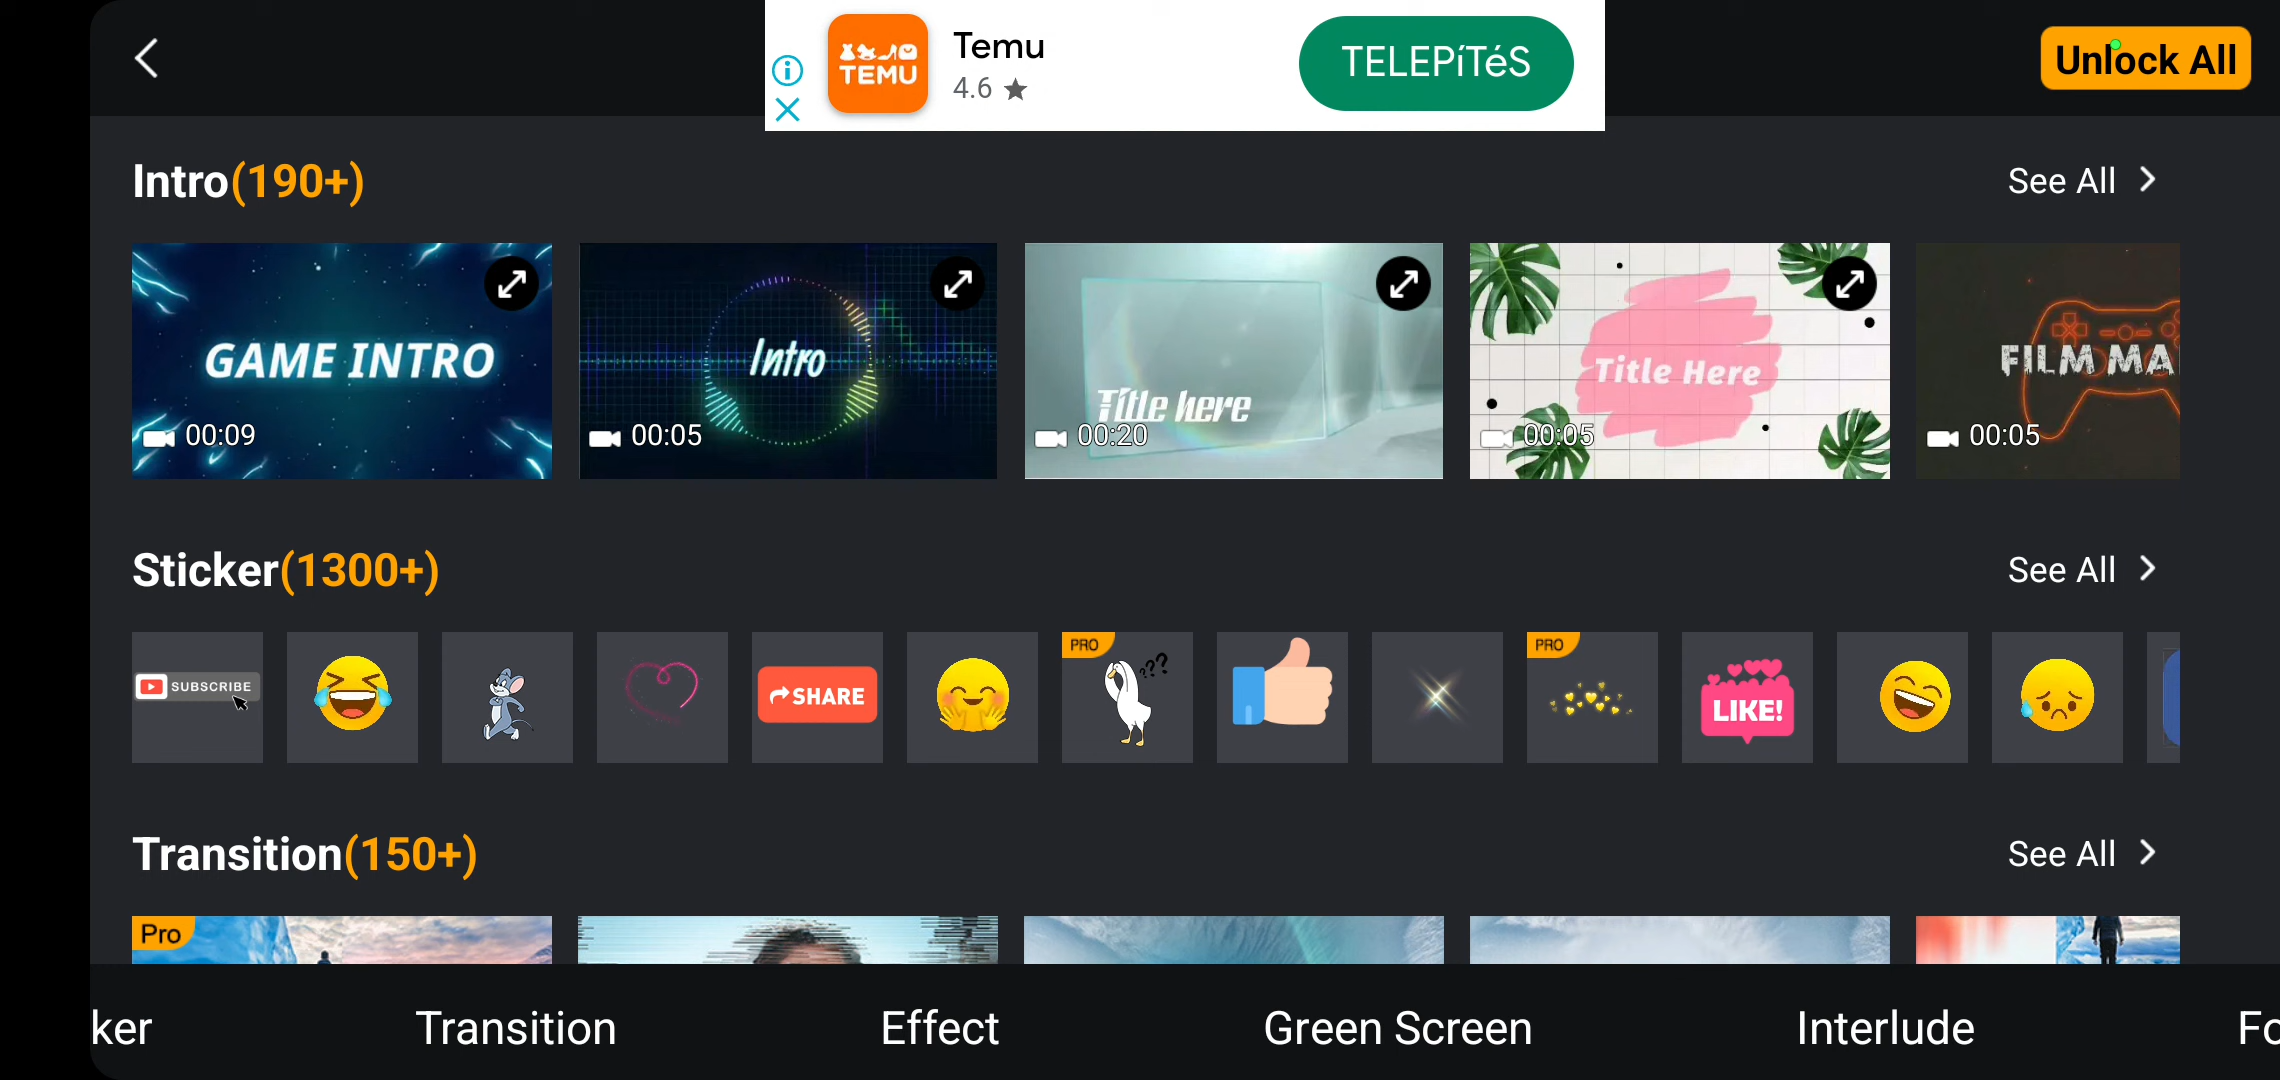 TEMU
Temu
4.6 ★
TELEPíTéS
Unlock All
Intro(190+)
See All
GAME INTRO
00:09
Intro
00:05
Title here
00:20
Title Here
00:05
FILM MA
00:05
Sticker(1300+)
See All
SUBSCRIBE
SHARE
PRO
???
PRO
LIKE!
Transition(150+)
See All
Pro
ker
Transition
Effect
Green Screen
Interlude
Fo